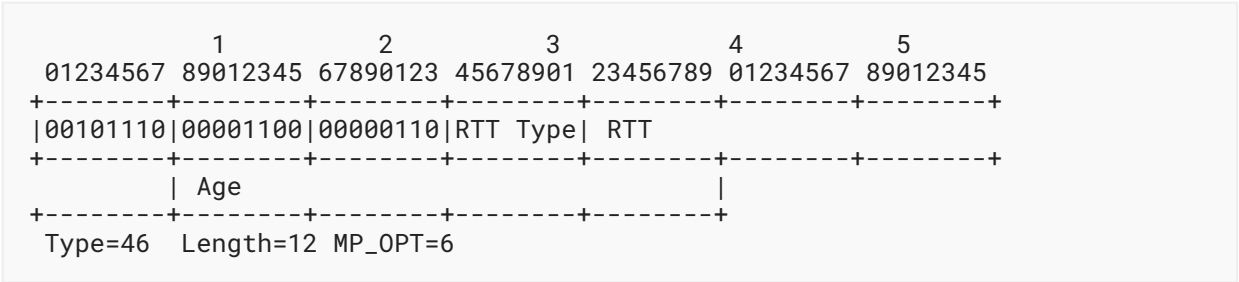 1          2          3           4          5
 01234567 89012345 67890123 45678901 23456789 01234567 89012345
+--------+--------+--------+--------+--------+--------+--------+
|00101110|00001100|00000110|RTT Type| RTT
+--------+--------+--------+--------+--------+--------+--------+
         | Age                               |
+--------+--------+--------+--------+--------+
 Type=46  Length=12 MP_OPT=6